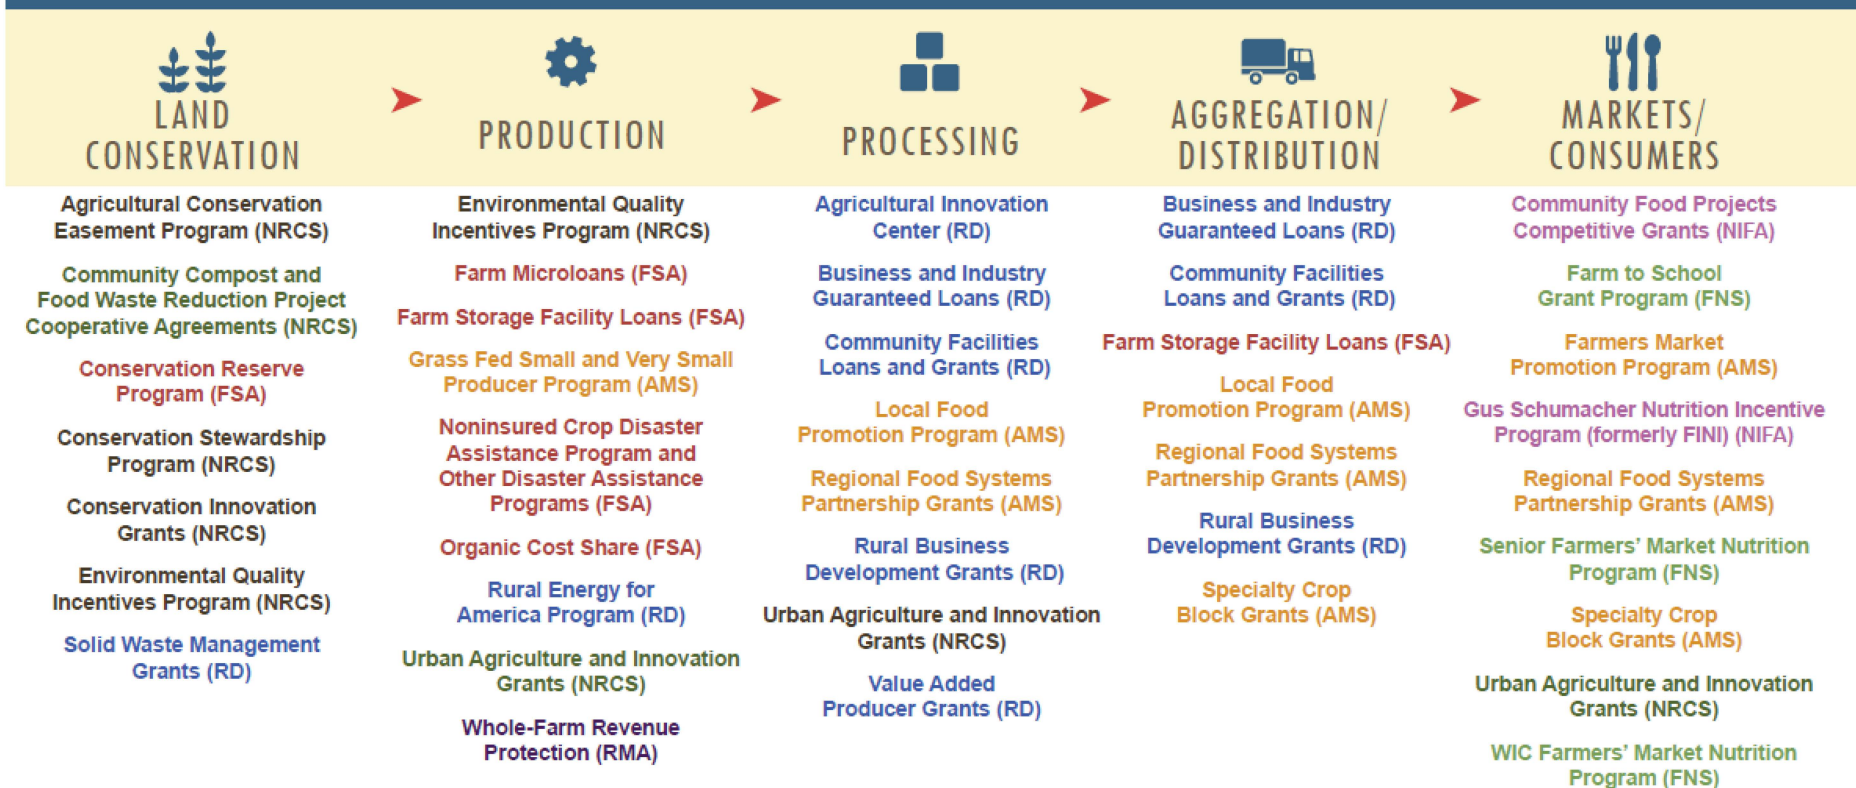 LAND
CONSERVATION
Agricultural Conservation
Easement Program (NRCS)
Community Compost and
Food Waste Reduction Project
Cooperative Agreements (NRCS)
Conservation Reserve
Program (FSA)
Conservation Stewardship
Program (NRCS)
Conservation Innovation
Grants (NRCS)
Environmental Quality
Incentives Program (NRCS)
Solid Waste Management
Grants (RD)
PRODUCTION
Environmental Quality
Incentives Program (NRCS)
Farm Microloans (FSA)
Farm Storage Facility Loans (FSA)
Grass Fed Small and Very Small
Producer Program (AMS)
Noninsured Crop Disaster
Assistance Program and
Other Disaster Assistance
Programs (FSA)
Organic Cost Share (FSA)
Rural Energy for
America Program (RD)
Urban Agriculture and Innovation
Grants (NRCS)
Whole-Farm Revenue
Protection (RMA)
PROCESSING
Agricultural Innovation
Center (RD)
Business and Industry
Guaranteed Loans (RD)
Community Facilities
Loans and Grants (RD)
Local Food
Promotion Program (AMS)
Regional Food Systems
Partnership Grants (AMS)
Rural Business
Development Grants (RD)
Urban Agriculture and Innovation
Grants (NRCS)
Value Added
Producer Grants (RD)
AGGREGATION/
DISTRIBUTION
Business and Industry
Guaranteed Loans (RD)
Community Facilities
Loans and Grants (RD)
Farm Storage Facility Loans (FSA)
Local Food
Promotion Program (AMS)
Regional Food Systems
Partnership Grants (AMS)
Rural Business
Development Grants (RD)
Specialty Crop
Block Grants (AMS)
MARKETS/
CONSUMERS
Community Food Projects
Competitive Grants (NIFA)
Farm to School
Grant Program (FNS)
Farmers Market
Promotion Program (AMS)
Gus Schumacher Nutrition Incentive
Program (formerly FINI) (NIFA)
Regional Food Systems
Partnership Grants (AMS)
Senior Farmers’ Market Nutrition
Program (FNS)
Specialty Crop
Block Grants (AMS)
Urban Agriculture and Innovation
Grants (NRCS)
WIC Farmers’ Market Nutrition
Program (FNS)